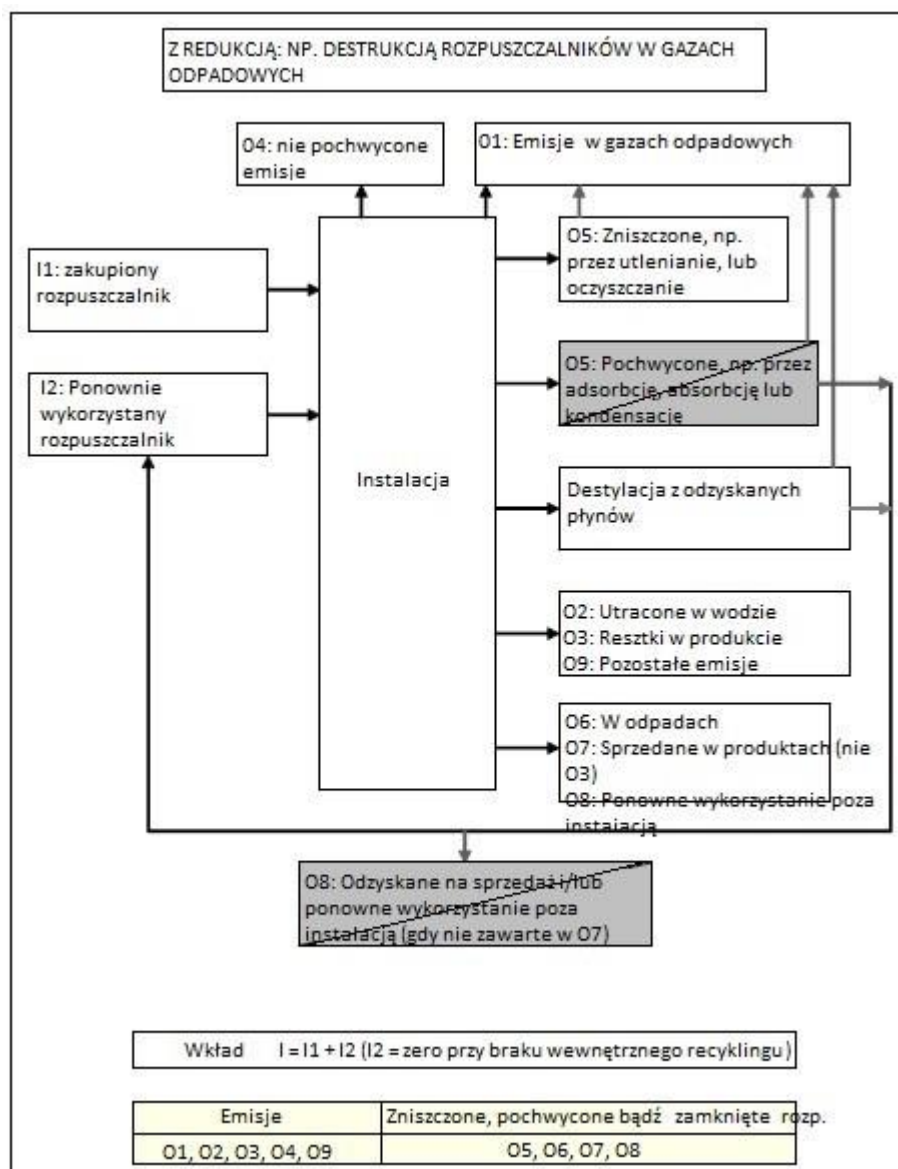 Z REDUKCJĄ: NP. DESTRUKCJĄ ROZPUSZCZALNIKÓW W GAZACH
ODPADOWYCH
O4: nie pochwycone
emisje
O1: Emisje w gazach odpadowych
I1: zakupiony
rozpuszczalnik
O5: Zniszczone, np.
przez utlenianie, lub
oczyszczanie
I2: Ponownie
wykorzystany
rozpuszczalnik
O5: Pochwycone, np. przez
adsorbcję, absorbcję lub
kondensację
Instalacja
Destylacja z odzyskanych
płynów
O2: Utracone w wodzie
O3: Resztki w produkcie
O9: Pozostałe emisje
O6: W odpadach
O7: Sprzedane w produktach (nie
O3)
O8: Ponowne wykorzystanie poza
instalacją
O8: Odzyskane na sprzedaż i/lub
ponowne wykorzystanie poza
instalacją (gdy nie zawarte w O7)
Wkład I = I1 + I2 (I2 = zero przy braku wewnętrznego recyklingu)
Emisje Zniszczone, pochwycone bądź zamknięte rozp.
O1, O2, O3, O4, O9 O5, O6, O7, O8